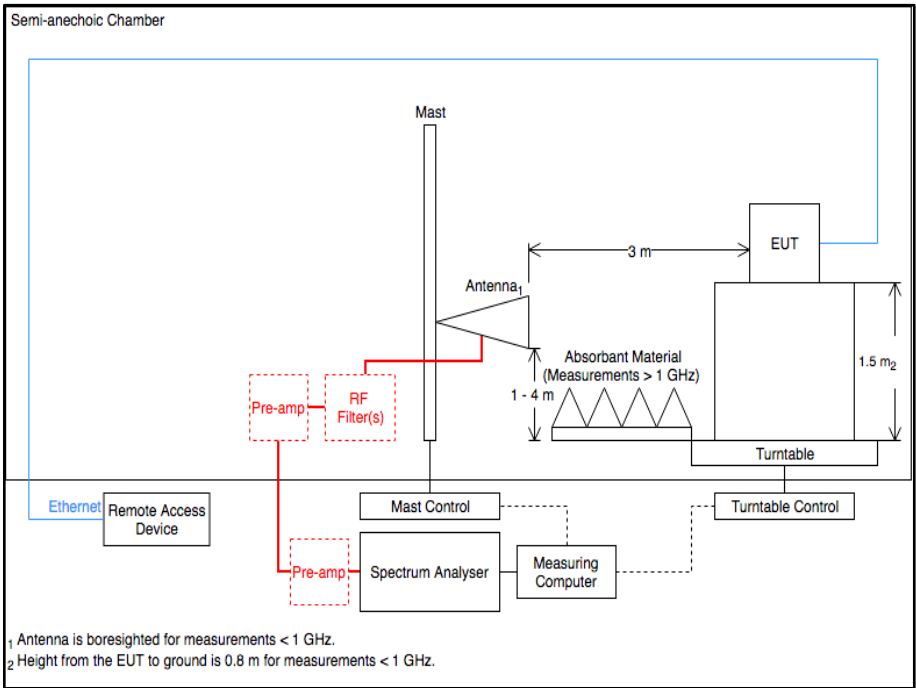 Semi-anechoic Chamber
Mast
EUT
3 m
Antenna1
Absorbant Material
(Measurements > 1 GHz)
1.5 m2
1 - 4 m
Pre-amp
RF
Filter(s)
Turntable
Ethernet
Remote Access
Device
Mast Control
Turntable Control
Pre-amp
Spectrum Analyser
Measuring
Computer
1 Antenna is boresighted for measurements < 1 GHz.
2 Height from the EUT to ground is 0.8 m for measurements < 1 GHz.